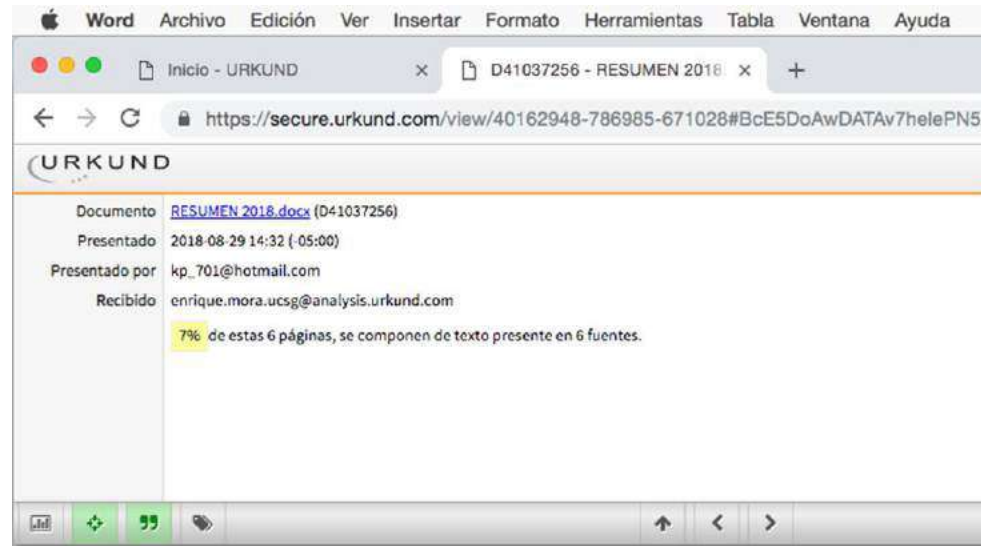 Word Archivo Edición Ver Insertar Formato Herramientas Tabla Ventana Ayuda
Inicio - URKUND × D41037256 - RESUMEN 2018 × +
https://secure.urkund.com/view/40162948-786985-671028#BcE5DoAwDATAv7helePN5
URKUND
Documento RESUMEN 2018.docx (D41037256)
Presentado 2018-08-29 14:32 (-05:00)
Presentado por kp_701@hotmail.com
Recibido enrique.mora.ucsg@analysis.urkund.com
7% de estas 6 páginas, se componen de texto presente en 6 fuentes.